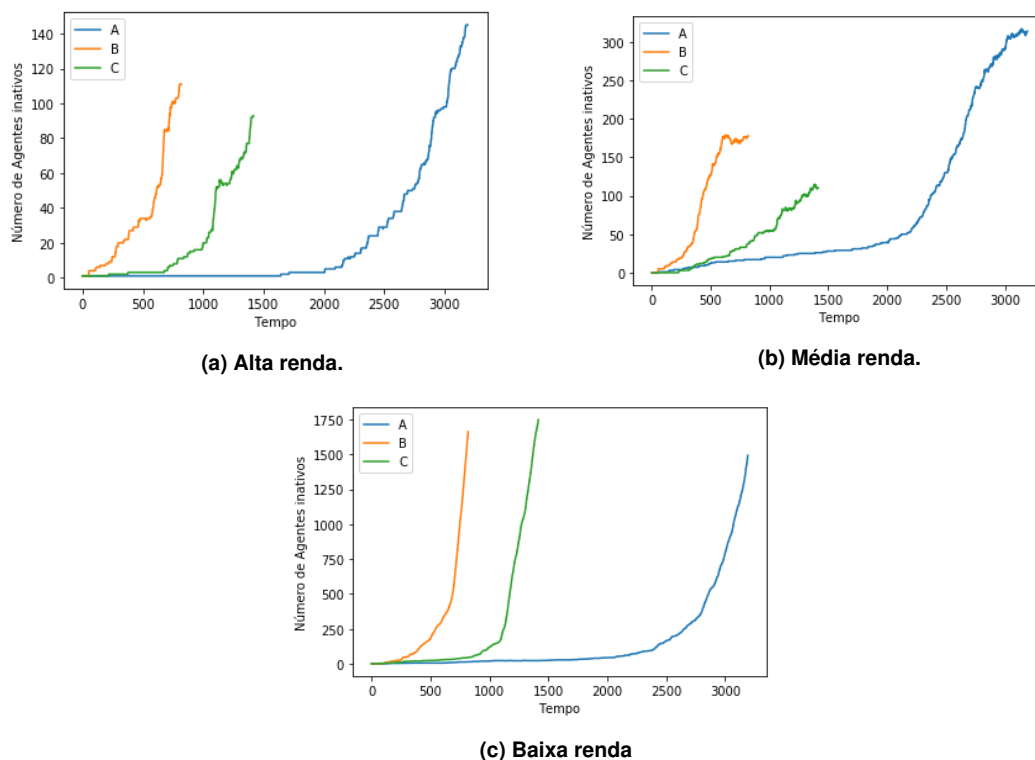 A
B
C
140
120
100
80
60
40
20
0
Número de Agentes inativos
0 500 1000 1500 2000 2500 3000
Tempo
(a) Alta renda.
A
B
C
300
250
200
150
100
50
0
Número de Agentes inativos
0 500 1000 1500 2000 2500 3000
Tempo
(b) Média renda.
A
B
C
1750
1500
1250
1000
750
500
250
0
Número de Agentes inativos
0 500 1000 1500 2000 2500 3000
Tempo
(c) Baixa renda